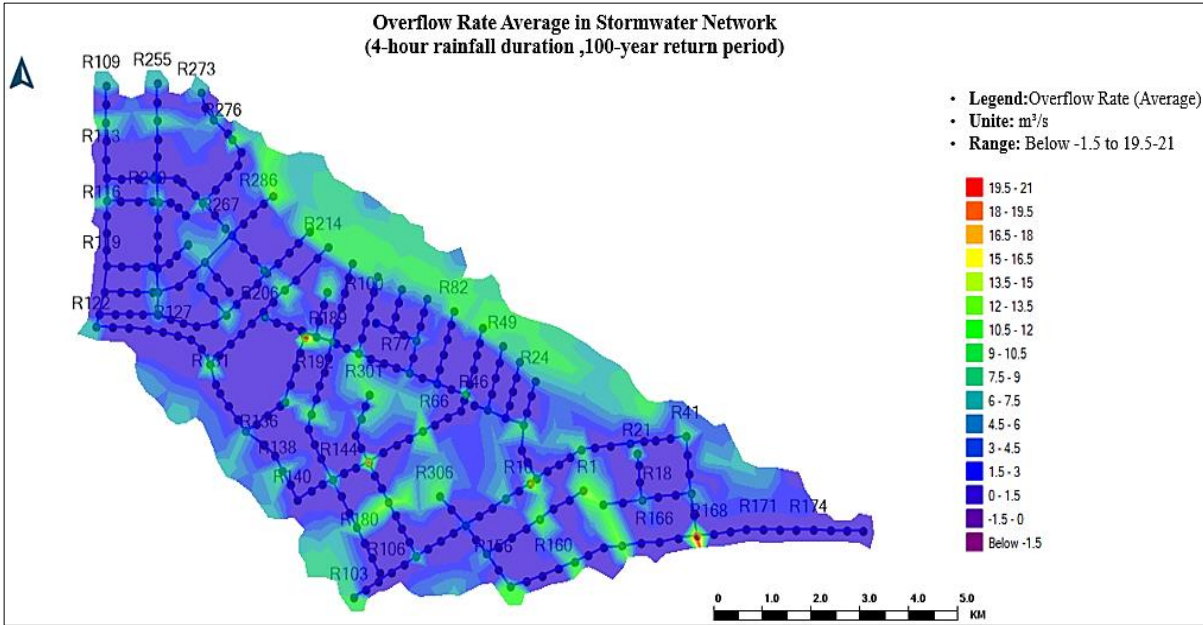 Overflow Rate Average in Stormwater Network
(4-hour rainfall duration ,100-year return period)
R109
R255
R273
R276
R113
R286
R116
R267
R214
R119
R206
R100
R82
R122
R127
R189
R49
R77
R24
R192
R301
R46
R66
R136
R41
R21
R138
R144
R1
R140
R306
R18
R180
R166
R168
R171
R174
R106
R156
R160
R103
• Legend:Overflow Rate (Average)
• Unite: m³/s
• Range: Below -1.5 to 19.5-21
19.5 - 21
18 - 19.5
16.5 - 18
15 - 16.5
13.5 - 15
12 - 13.5
10.5 - 12
9 - 10.5
7.5 - 9
6 - 7.5
4.5 - 6
3 - 4.5
1.5 - 3
0 - 1.5
-1.5 - 0
Below -1.5
0 1.0 2.0 3.0 4.0 5.0
KM